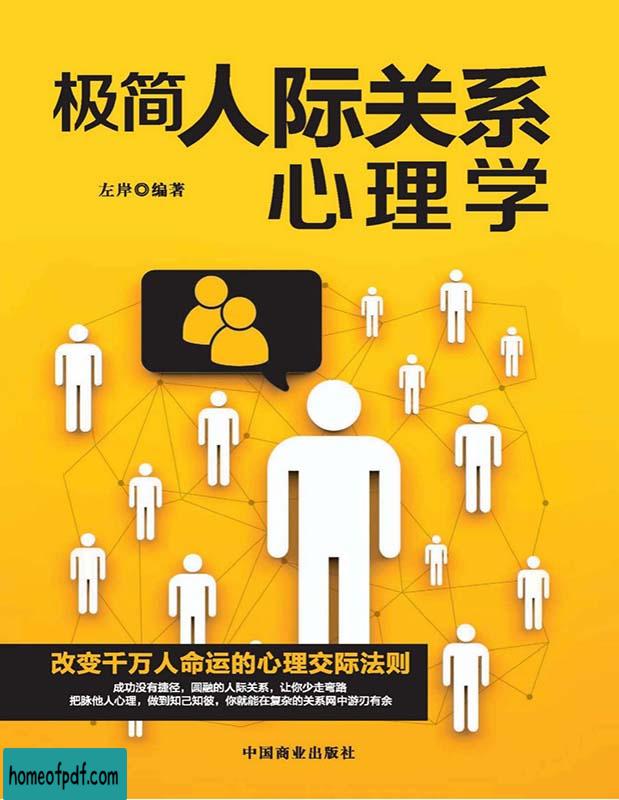 极简人际关系
心理学
左岸◎编著
改变千万人命运的心理交际法则
成功没有捷径，圆融的人际关系，让你少走弯路
把脉他人心理，做到知己知彼，你就能在复杂的关系网中游刃有余
中国商业出版社
homeofpdf.com